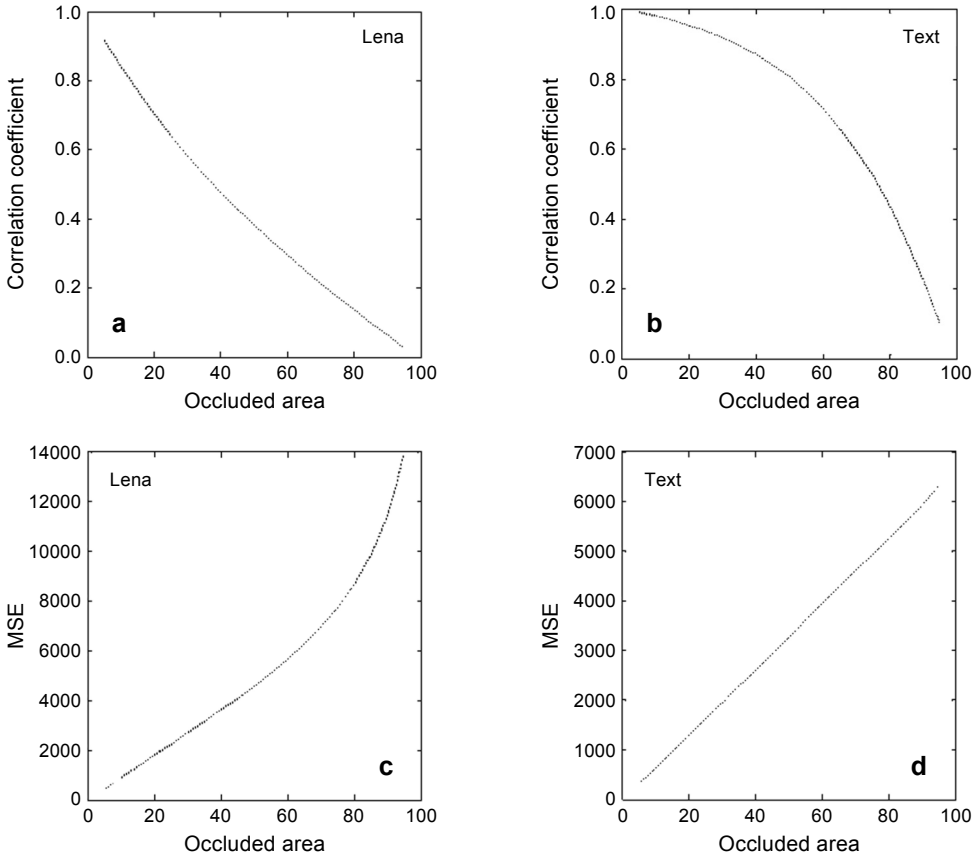 1.0
0.8
0.6
0.4
0.2
0.0
Correlation coefficient
Lena
a
0 20 40 60 80 100
Occluded area
1.0
0.8
0.6
0.4
0.2
0.0
Correlation coefficient
Text
b
0 20 40 60 80 100
Occluded area
14000
12000
10000
8000
6000
4000
2000
0
MSE
Lena
c
0 20 40 60 80 100
Occluded area
7000
6000
5000
4000
3000
2000
1000
0
MSE
Text
d
0 20 40 60 80 100
Occluded area